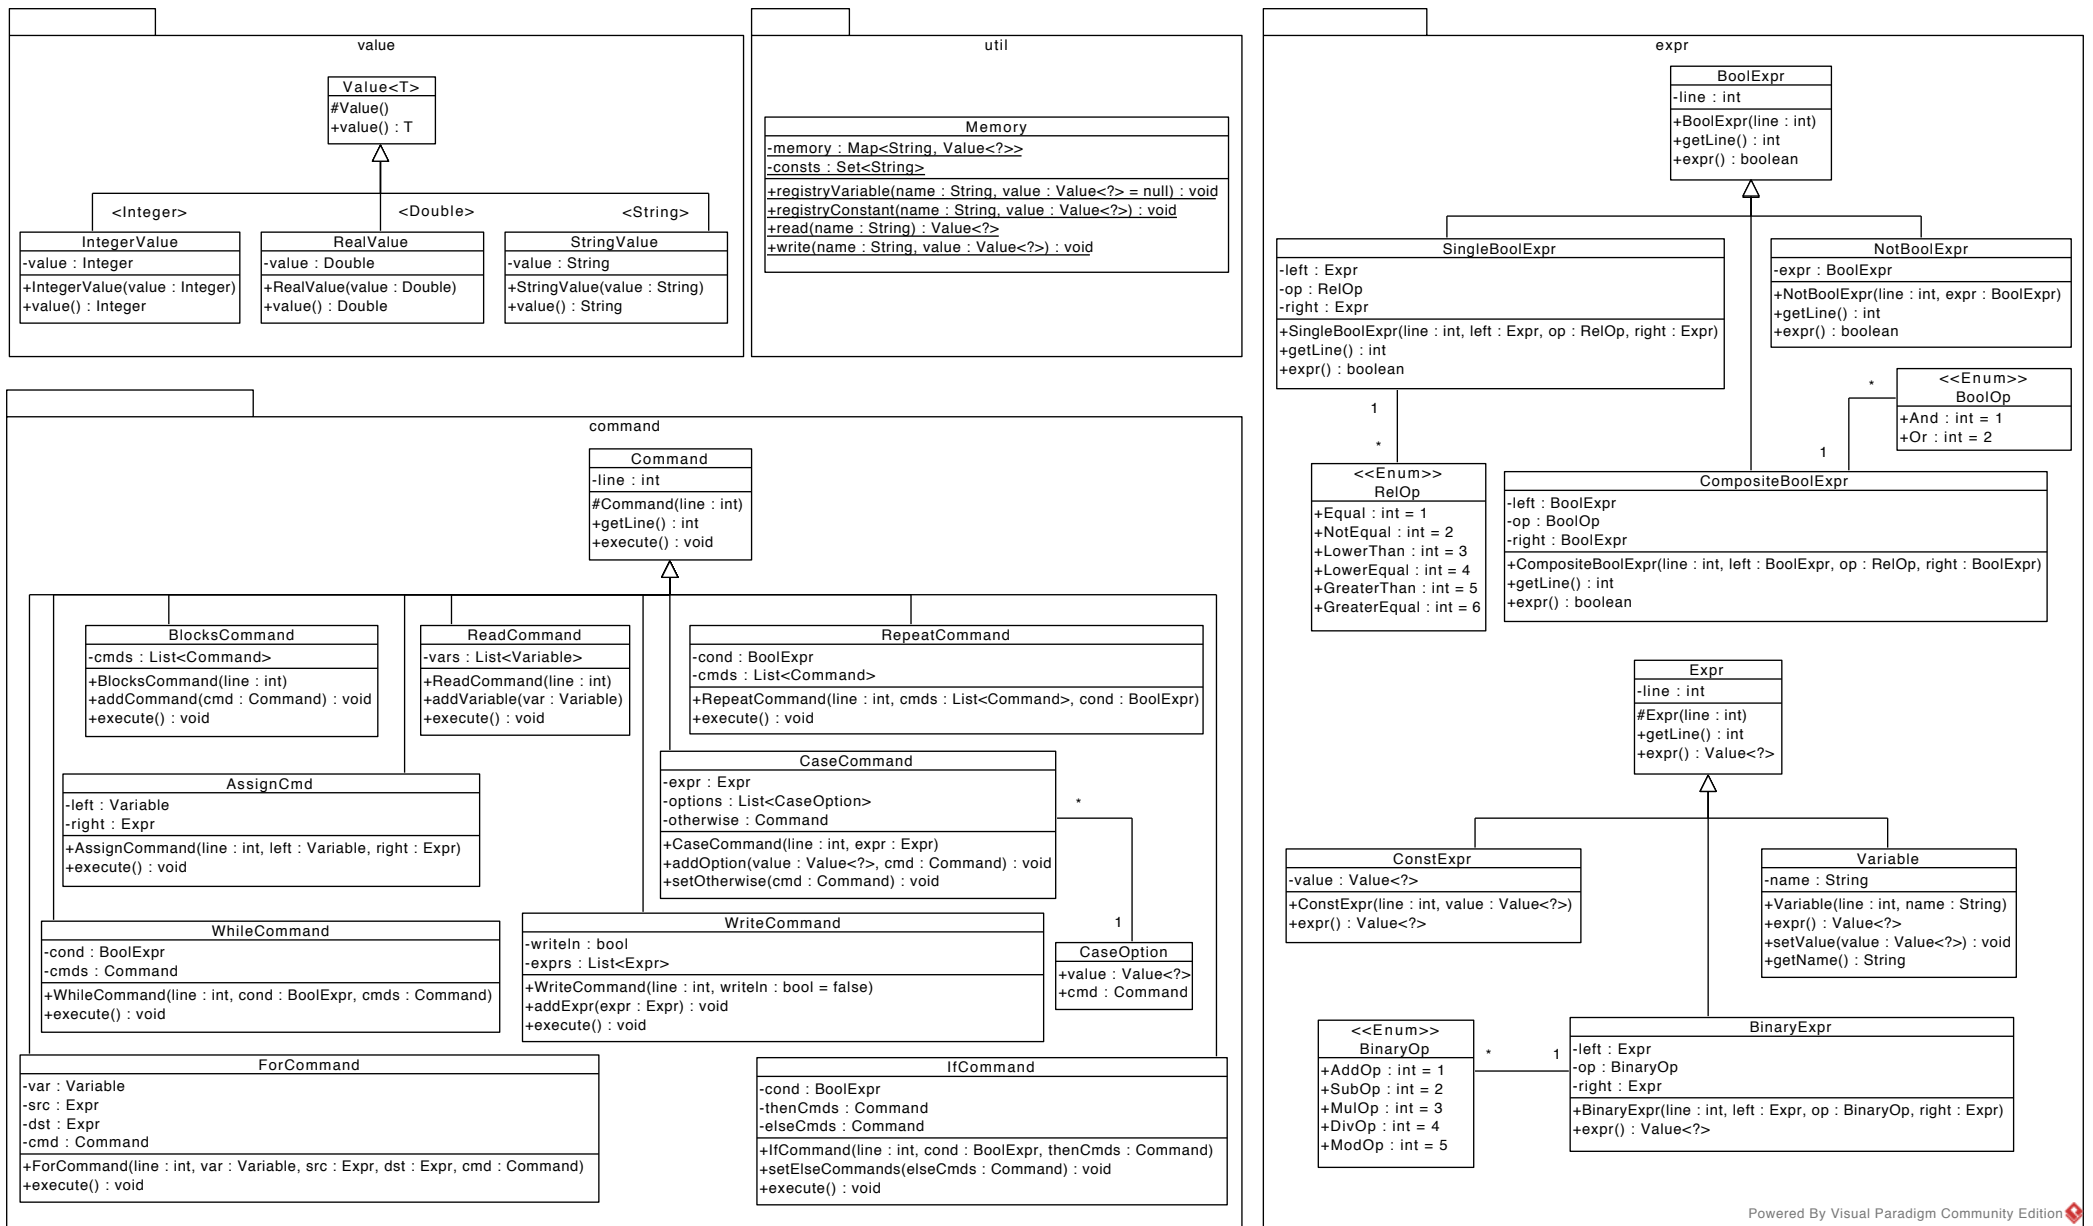 value
Value<T>
#Value()
+value() : T
<Integer>
<Double>
<String>
IntegerValue
-value : Integer
+IntegerValue(value : Integer)
+value() : Integer
RealValue
-value : Double
+RealValue(value : Double)
+value() : Double
StringValue
-value : String
+StringValue(value : String)
+value() : String
util
Memory
-memory : Map<String, Value<?>>
-consts : Set<String>
+registryVariable(name : String, value : Value<?> = null) : void
+registryConstant(name : String, value : Value<?>) : void
+read(name : String) : Value<?>
+write(name : String, value : Value<?>) : void
command
Command
-line : int
#Command(line : int)
+getLine() : int
+execute() : void
BlocksCommand
-cmds : List<Command>
+BlocksCommand(line : int)
+addCommand(cmd : Command) : void
+execute() : void
ReadCommand
-vars : List<Variable>
+ReadCommand(line : int)
+addVariable(var : Variable)
+execute() : void
RepeatCommand
-cond : BoolExpr
-cmds : List<Command>
+RepeatCommand(line : int, cmds : List<Command>, cond : BoolExpr)
+execute() : void
AssignCmd
-left : Variable
-right : Expr
+AssignCommand(line : int, left : Variable, right : Expr)
+execute() : void
CaseCommand
-expr : Expr
-options : List<CaseOption>
-otherwise : Command
+CaseCommand(line : int, expr : Expr)
+addOption(value : Value<?>, cmd : Command) : void
+setOtherwise(cmd : Command) : void
*
1
CaseOption
+value : Value<?>
+cmd : Command
WhileCommand
-cond : BoolExpr
-cmds : Command
+WhileCommand(line : int, cond : BoolExpr, cmds : Command)
+execute() : void
WriteCommand
-writeln : bool
-exprs : List<Expr>
+WriteCommand(line : int, writeln : bool = false)
+addExpr(expr : Expr) : void
+execute() : void
ForCommand
-var : Variable
-src : Expr
-dst : Expr
-cmd : Command
+ForCommand(line : int, var : Variable, src : Expr, dst : Expr, cmd : Command)
+execute() : void
IfCommand
-cond : BoolExpr
-thenCmds : Command
-elseCmds : Command
+IfCommand(line : int, cond : BoolExpr, thenCmds : Command)
+setElseCommands(elseCmds : Command) : void
+execute() : void
expr
BoolExpr
-line : int
+BoolExpr(line : int)
+getLine() : int
+expr() : boolean
SingleBoolExpr
-left : Expr
-op : RelOp
-right : Expr
+SingleBoolExpr(line : int, left : Expr, op : RelOp, right : Expr)
+getLine() : int
+expr() : boolean
NotBoolExpr
-expr : BoolExpr
+NotBoolExpr(line : int, expr : BoolExpr)
+getLine() : int
+expr() : boolean
1
*
<<Enum>>
RelOp
+Equal : int = 1
+NotEqual : int = 2
+LowerThan : int = 3
+LowerEqual : int = 4
+GreaterThan : int = 5
+GreaterEqual : int = 6
*
1
<<Enum>>
BoolOp
+And : int = 1
+Or : int = 2
CompositeBoolExpr
-left : BoolExpr
-op : BoolOp
-right : BoolExpr
+CompositeBoolExpr(line : int, left : BoolExpr, op : RelOp, right : BoolExpr)
+getLine() : int
+expr() : boolean
Expr
-line : int
#Expr(line : int)
+getLine() : int
+expr() : Value<?>
ConstExpr
-value : Value<?>
+ConstExpr(line : int, value : Value<?>)
+expr() : Value<?>
Variable
-name : String
+Variable(line : int, name : String)
+expr() : Value<?>
+setValue(value : Value<?>) : void
+getName() : String
<<Enum>>
BinaryOp
+AddOp : int = 1
+SubOp : int = 2
+MulOp : int = 3
+DivOp : int = 4
+ModOp : int = 5
*
1
BinaryExpr
-left : Expr
-op : BinaryOp
-right : Expr
+BinaryExpr(line : int, left : Expr, op : BinaryOp, right : Expr)
+expr() : Value<?>
Powered By Visual Paradigm Community Edition